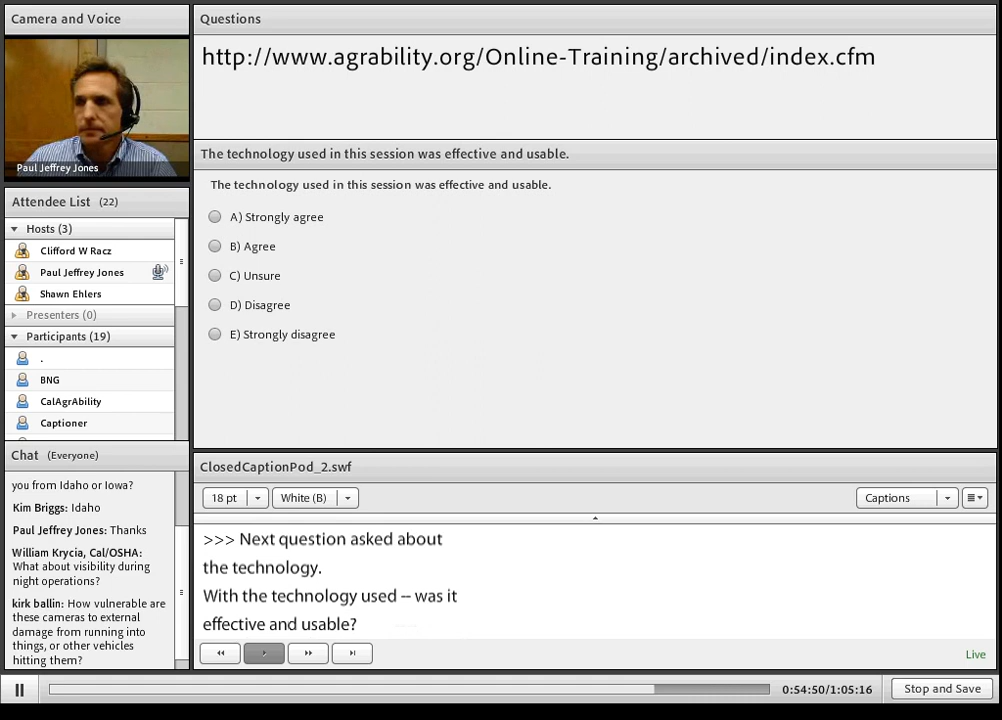 Camera and Voice
Paul Jeffrey Jones
Attendee List (22)
Hosts (3)
Clifford W Racz
Paul Jeffrey Jones
Shawn Ehlers
Presenters (0)
Participants (19)
.
BNG
CalAgrAbility
Captioner
Chat (Everyone)
you from Idaho or Iowa?
Kim Briggs: Idaho
Paul Jeffrey Jones: Thanks
William Krycia, Cal/OSHA:
What about visibility during
night operations?
kirk ballin: How vulnerable are
these cameras to external
damage from running into
things, or other vehicles
hitting them?
Questions
http://www.agrability.org/Online-Training/archived/index.cfm
The technology used in this session was effective and usable.
The technology used in this session was effective and usable.
A) Strongly agree
B) Agree
C) Unsure
D) Disagree
E) Strongly disagree
ClosedCaptionPod_2.swf
18 pt White (B) Captions
>>> Next question asked about
the technology.
With the technology used -- was it
effective and usable?
Live
0:54:50/1:05:16 Stop and Save